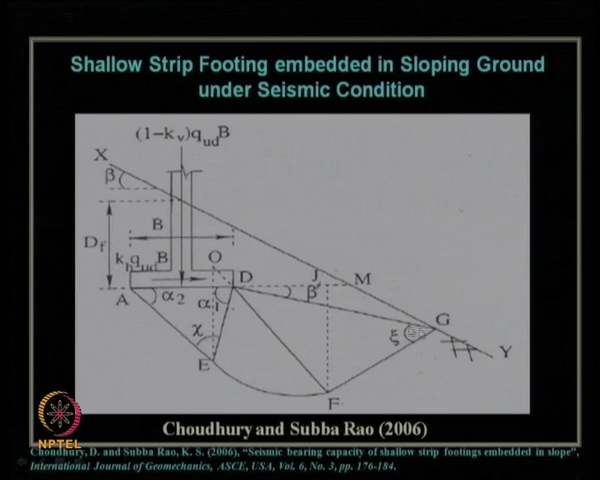 Shallow Strip Footing embedded in Sloping Ground
under Seismic Condition
(1−kv)qudB
X
β
B
Df
khqudB
O
D
J
M
A
α2
α1
β'
G
χ
ξ
E
Y
F
Choudhury and Subba Rao (2006)
NPTEL
Choudhury, D. and Subba Rao, K. S. (2006), "Seismic bearing capacity of shallow strip footings embedded in slope",
International Journal of Geomechanics, ASCE, USA, Vol. 6, No. 3, pp. 176-184.